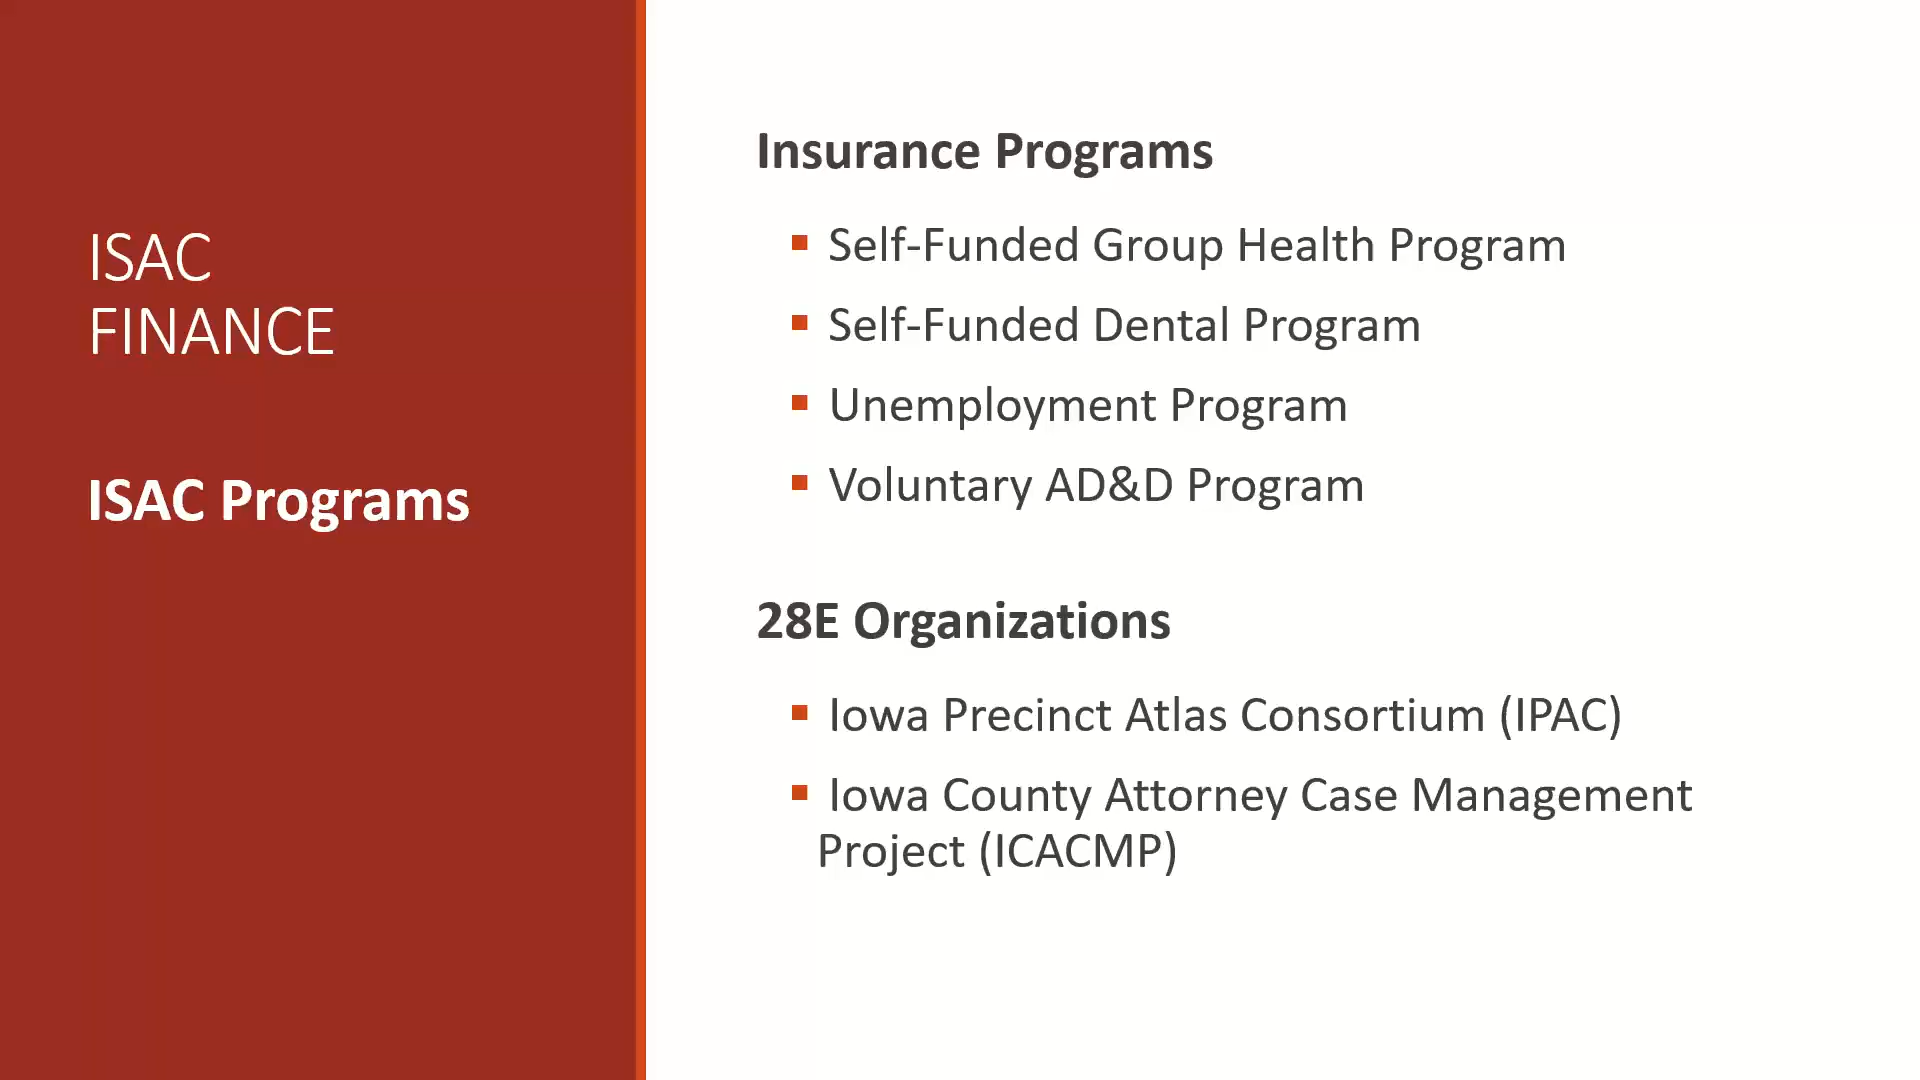 ISAC
FINANCE
ISAC Programs
Insurance Programs
Self-Funded Group Health Program
Self-Funded Dental Program
Unemployment Program
Voluntary AD&D Program
28E Organizations
Iowa Precinct Atlas Consortium (IPAC)
Iowa County Attorney Case Management
Project (ICACMP)